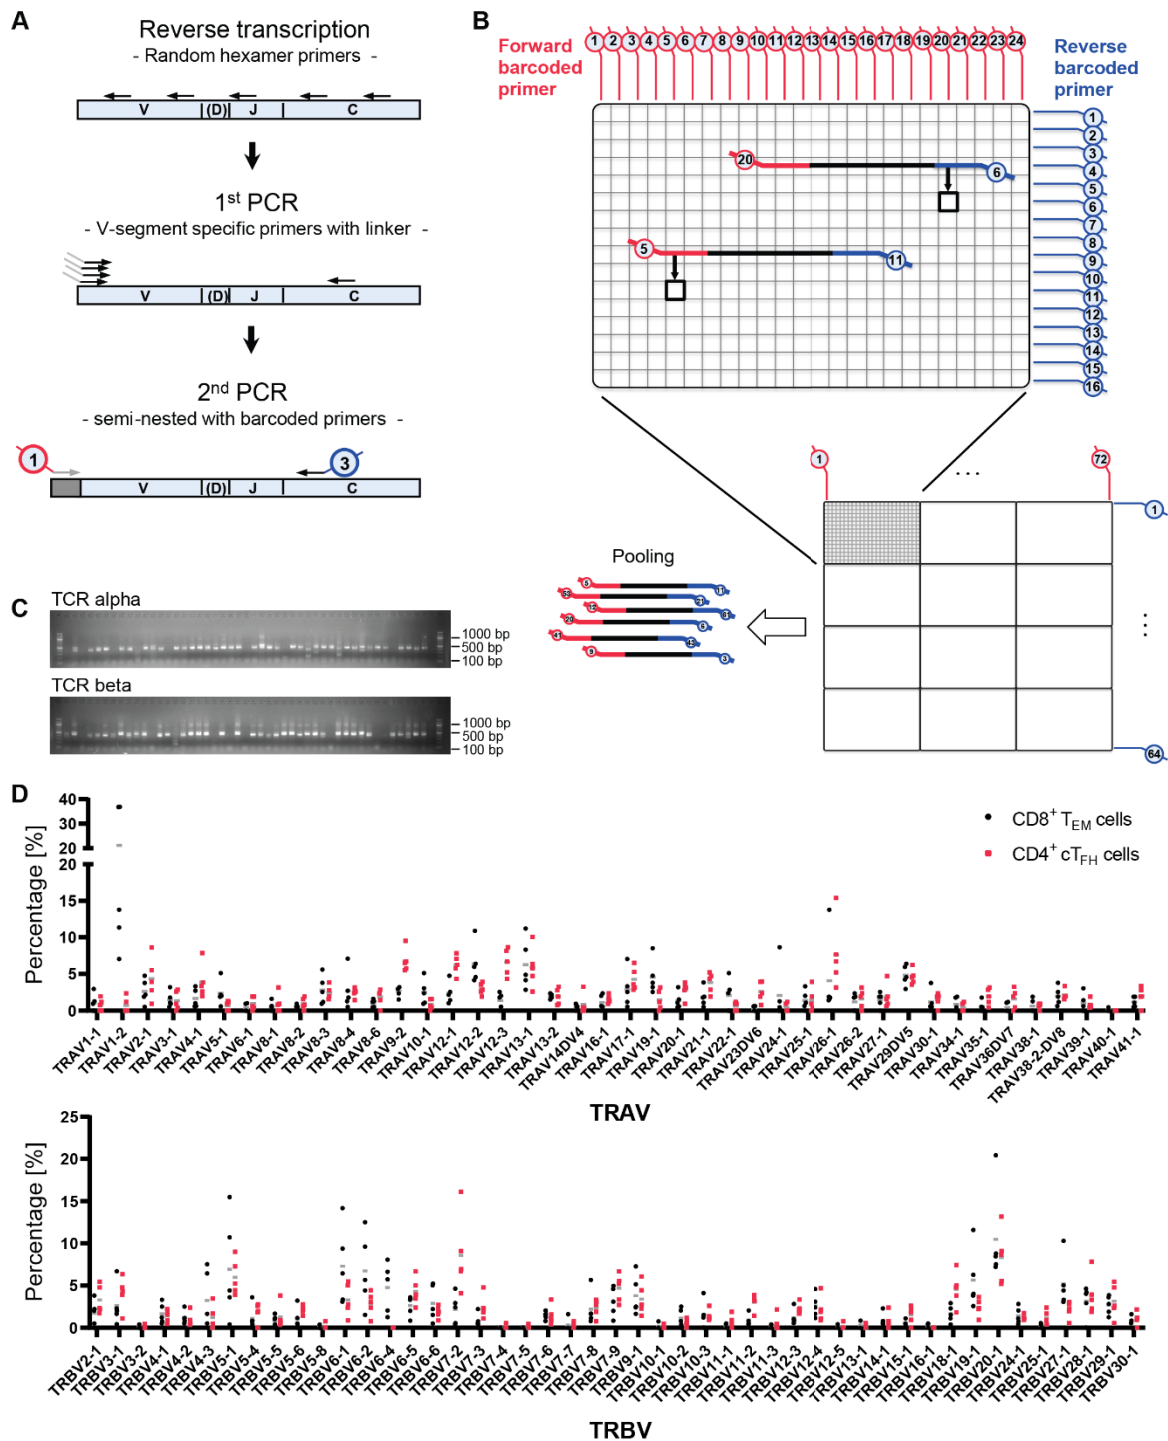 A
Reverse transcription
- Random hexamer primers -
V (D) J C
1st PCR
- V-segment specific primers with linker -
V (D) J C
2nd PCR
- semi-nested with barcoded primers -
1 3
V (D) J C
B
Forward barcoded primer
1 2 3 4 5 6 7 8 9 10 11 12 13 14 15 16 17 18 19 20 21 22 23 24
Reverse barcoded primer
1
2
3
4
5
6
7
8
9
10
11
12
13
14
15
16
20 6
5 11
1 ... 72
1
...
64
Pooling
5 11
53 21
12 61
20 6
41 43
9 3
C
TCR alpha
1000 bp
500 bp
100 bp
TCR beta
1000 bp
500 bp
100 bp
D
Percentage [%]
40
30
20
20
15
10
5
0
CD8+ TEM cells
CD4+ cTFH cells
TRAV1-1 TRAV1-2 TRAV2-1 TRAV3-1 TRAV4-1 TRAV5-1 TRAV6-1 TRAV8-1 TRAV8-2 TRAV8-3 TRAV8-4 TRAV8-6 TRAV9-2 TRAV10-1 TRAV12-1 TRAV12-2 TRAV12-3 TRAV13-1 TRAV13-2 TRAV14DV4 TRAV16-1 TRAV17-1 TRAV19-1 TRAV20-1 TRAV21-1 TRAV22-1 TRAV23DV6 TRAV24-1 TRAV25-1 TRAV26-1 TRAV26-2 TRAV27-1 TRAV29DV5 TRAV30-1 TRAV34-1 TRAV35-1 TRAV36DV7 TRAV38-1 TRAV38-2-DV8 TRAV39-1 TRAV40-1 TRAV41-1
TRAV
Percentage [%]
25
20
15
10
5
0
TRBV2-1 TRBV3-1 TRBV3-2 TRBV4-1 TRBV4-2 TRBV4-3 TRBV5-1 TRBV5-4 TRBV5-5 TRBV5-6 TRBV5-8 TRBV6-1 TRBV6-2 TRBV6-4 TRBV6-5 TRBV6-6 TRBV7-2 TRBV7-3 TRBV7-4 TRBV7-5 TRBV7-6 TRBV7-7 TRBV7-8 TRBV7-9 TRBV9-1 TRBV10-1 TRBV10-2 TRBV10-3 TRBV11-1 TRBV11-2 TRBV11-3 TRBV12-3 TRBV12-4 TRBV12-5 TRBV13-1 TRBV14-1 TRBV15-1 TRBV16-1 TRBV18-1 TRBV19-1 TRBV20-1 TRBV24-1 TRBV25-1 TRBV27-1 TRBV28-1 TRBV29-1 TRBV30-1
TRBV